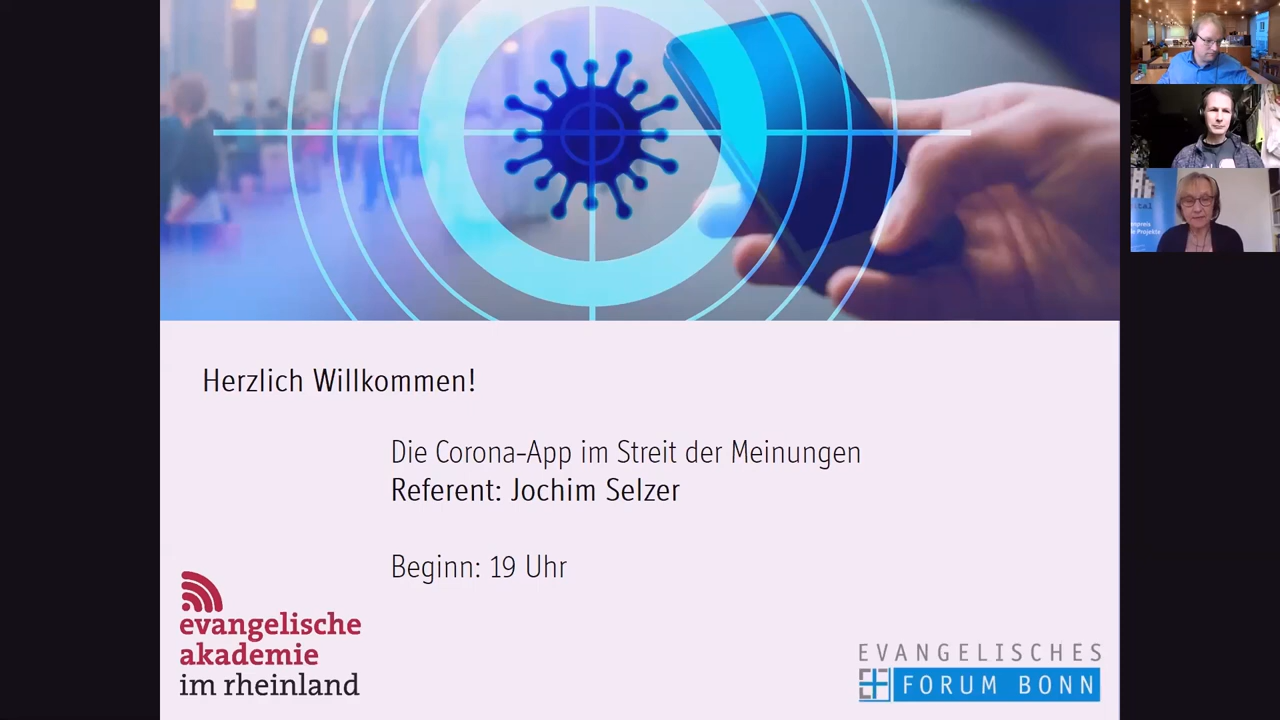 Herzlich Willkommen!
Die Corona-App im Streit der Meinungen
Referent: Jochim Selzer
Beginn: 19 Uhr
evangelische
akademie
im rheinland
EVANGELISCHES
FORUM BONN